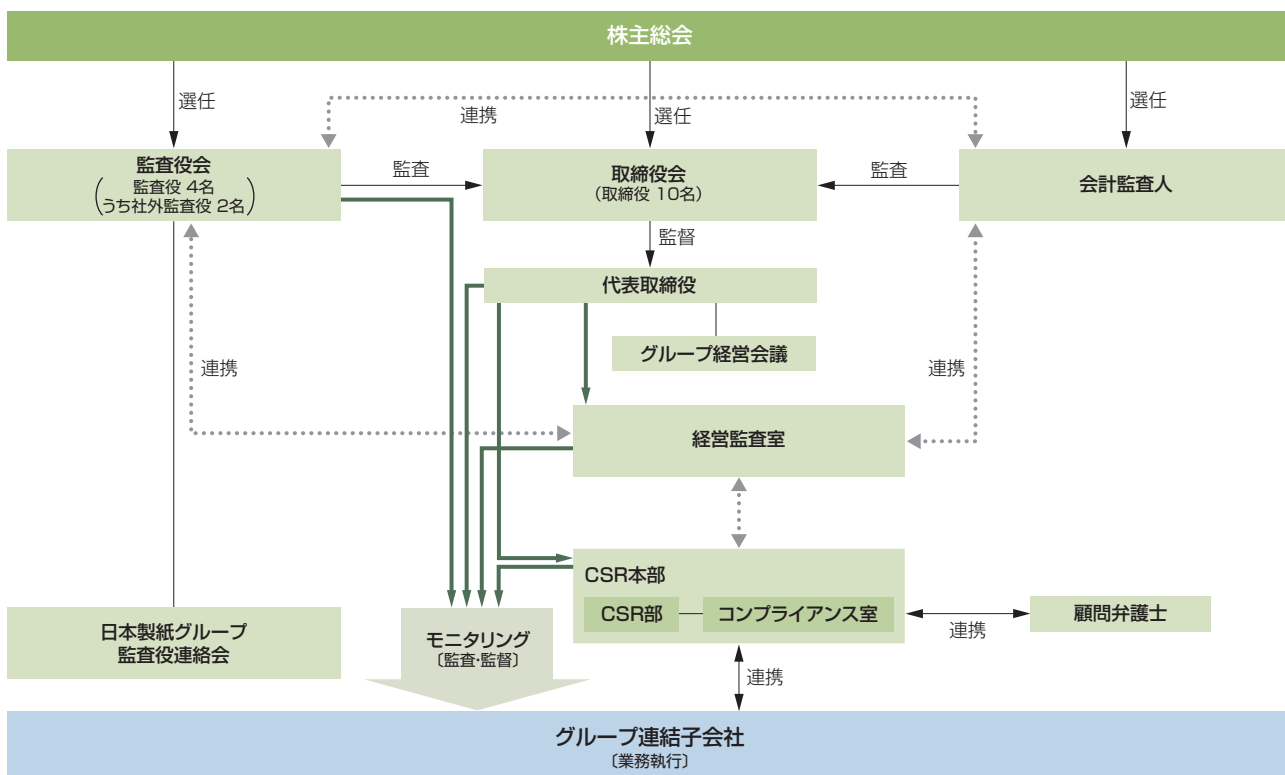 株主総会
選任
連携
選任
選任
監査役会
監査役 4名
(うち社外監査役 2名)
監査
取締役会
(取締役 10名)
監査
会計監査人
監督
代表取締役
グループ経営会議
連携
連携
経営監査室
CSR本部
CSR部
コンプライアンス室
連携
顧問弁護士
日本製紙グループ
監査役連絡会
モニタリング
〔監査・監督〕
連携
グループ連結子会社
〔業務執行〕